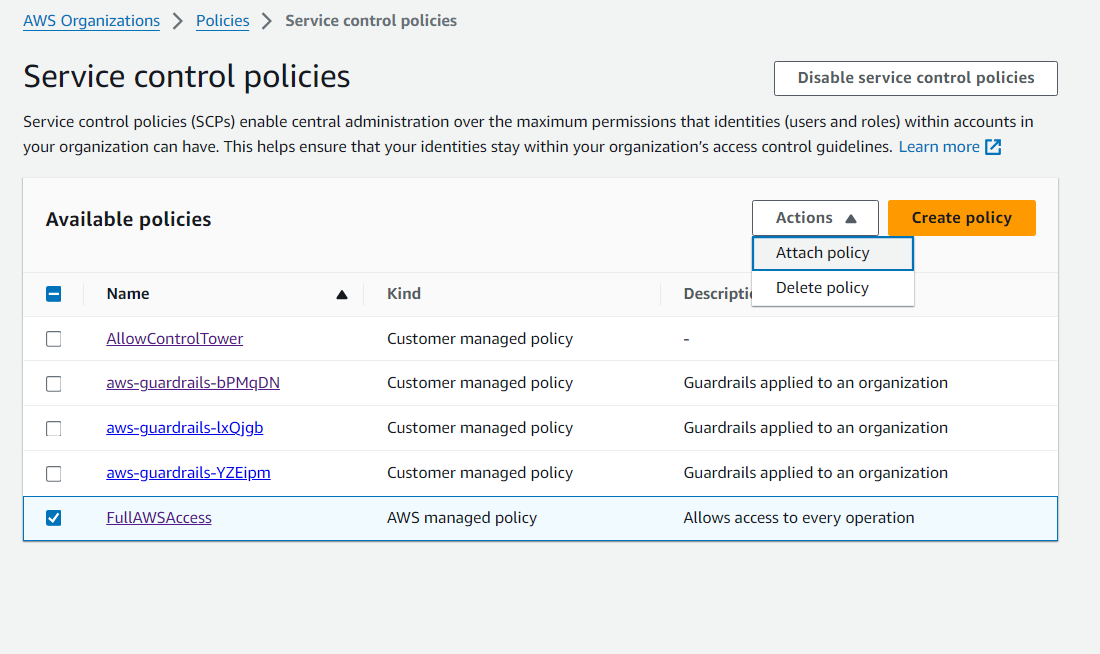 AWS Organizations > Policies > Service control policies
Service control policies
Disable service control policies
Service control policies (SCPs) enable central administration over the maximum permissions that identities (users and roles) within accounts in
your organization can have. This helps ensure that your identities stay within your organization's access control guidelines. Learn more
Available policies
Actions
Create policy
Attach policy
Delete policy
Name Kind Descripti
AllowControlTower Customer managed policy -
aws-guardrails-bPMqDN Customer managed policy Guardrails applied to an organization
aws-guardrails-lxQjgb Customer managed policy Guardrails applied to an organization
aws-guardrails-YZEipm Customer managed policy Guardrails applied to an organization
FullAWSAccess AWS managed policy Allows access to every operation